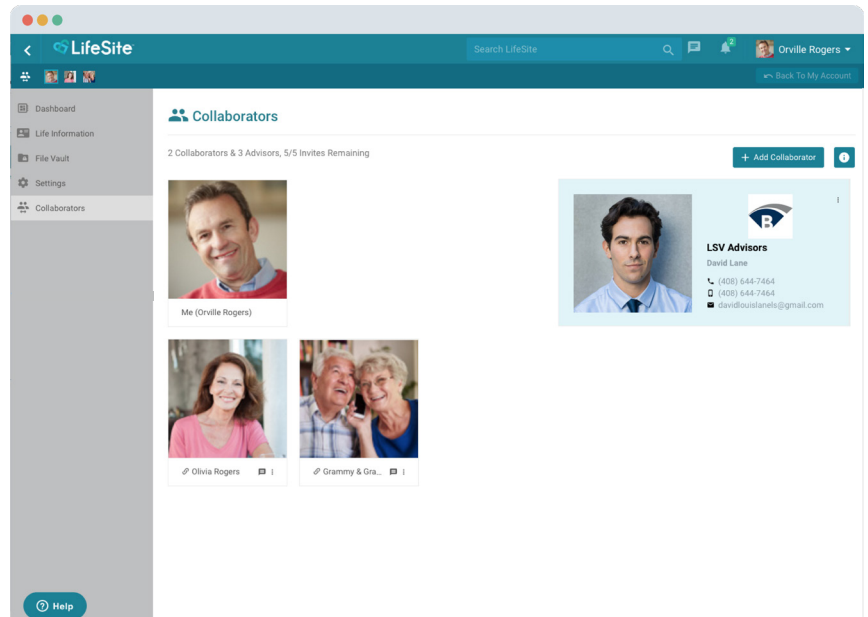 LifeSite
Search LifeSite
2
Orville Rogers
Back To My Account
Dashboard
Life Information
File Vault
Settings
Collaborators
Collaborators
2 Collaborators & 3 Advisors, 5/5 Invites Remaining
+ Add Collaborator
Me (Orville Rogers)
B
LSV Advisors
David Lane
(408) 644-7464
(408) 644-7464
davidlouislanels@gmail.com
Olivia Rogers
Grammy & Gra...
? Help